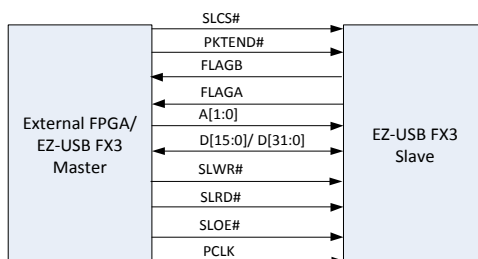 SLCS#
PKTEND#
FLAGB
FLAGA
A[1:0]
D[15:0]/ D[31:0]
SLWR#
SLRD#
SLOE#
PCLK
External FPGA/
EZ-USB FX3
Master
EZ-USB FX3
Slave